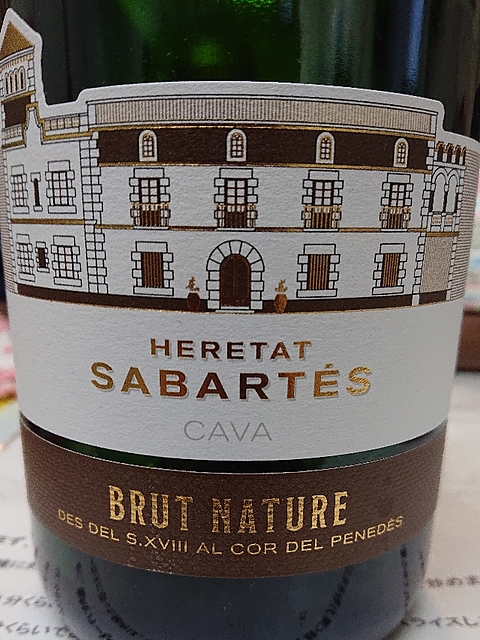 HERETAT
SABARTÉS
CAVA
BRUT NATURE
DES DEL S.XVIII AL COR DEL PENEDÈS